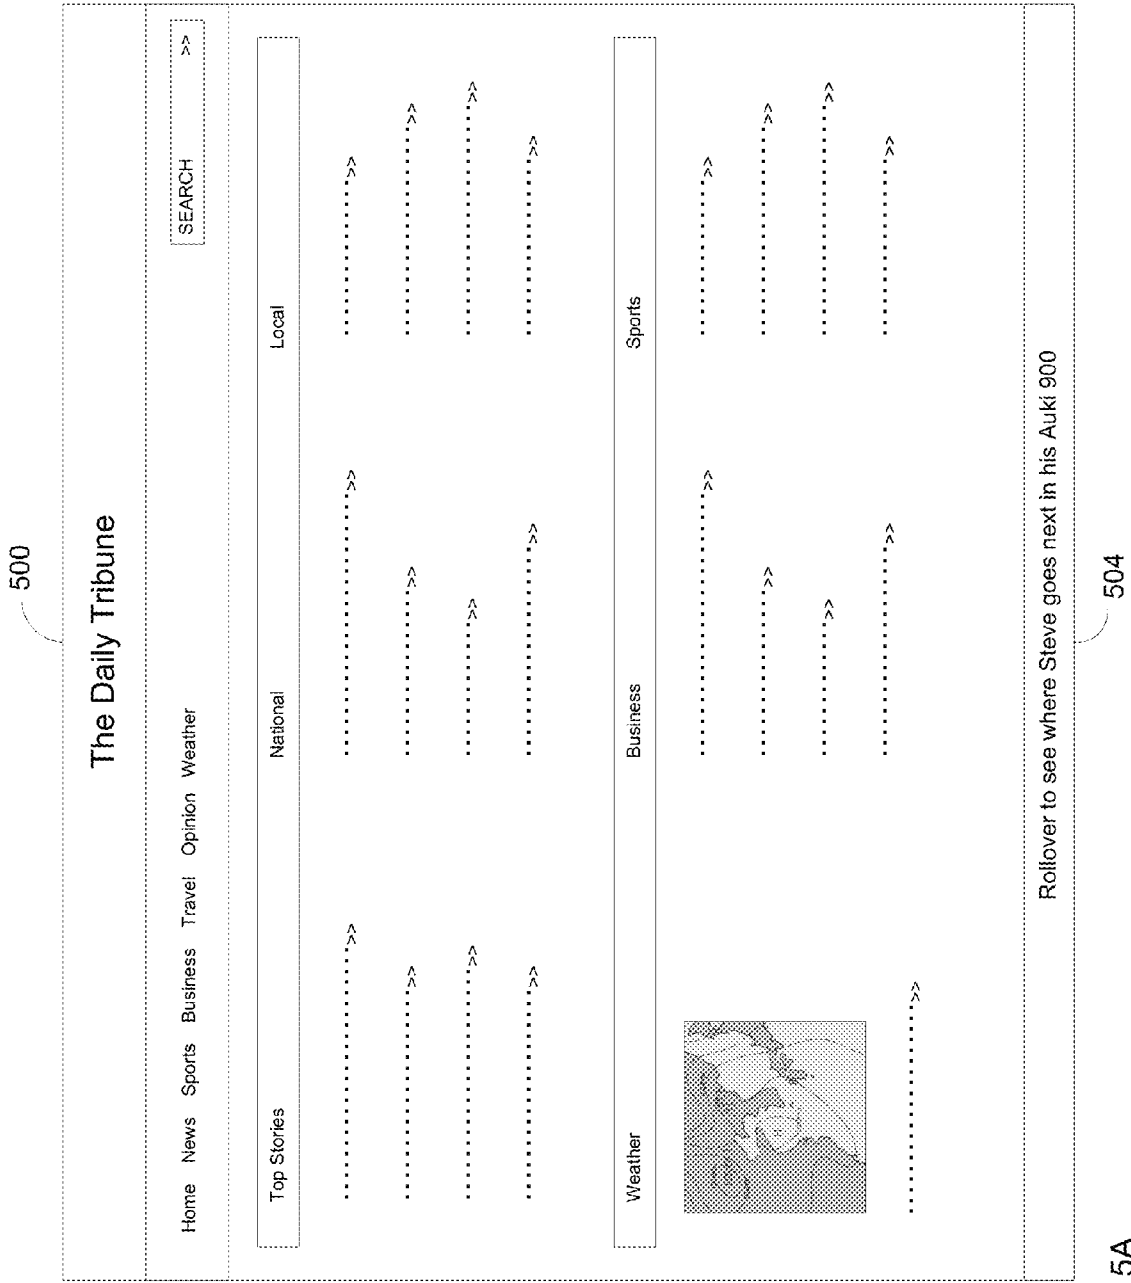 500
The Daily Tribune
Home News Sports Business Travel Opinion Weather
SEARCH >>
Top Stories National Local
>> >> >>
>> >> >>
>> >> >>
>> >> >>
Weather Business Sports
>> >>
>> >>
>> >>
>> >>
>>
Rollover to see where Steve goes next in his Auki 900
504
5A